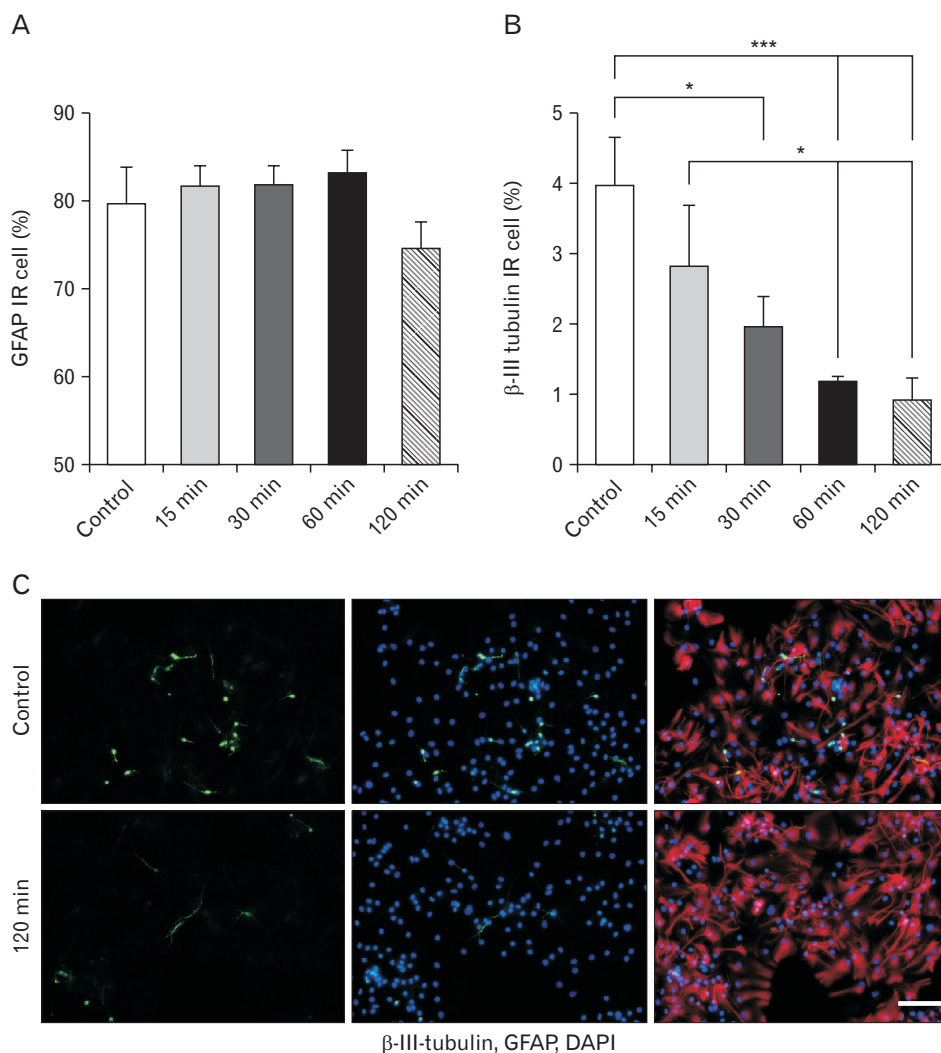 A
GFAP IR cell (%)
90
80
70
60
50
Control
15 min
30 min
60 min
120 min
B
β-III tubulin IR cell (%)
5
4
3
2
1
0
***
*
*
Control
15 min
30 min
60 min
120 min
C
Control
120 min
β-III-tubulin, GFAP, DAPI